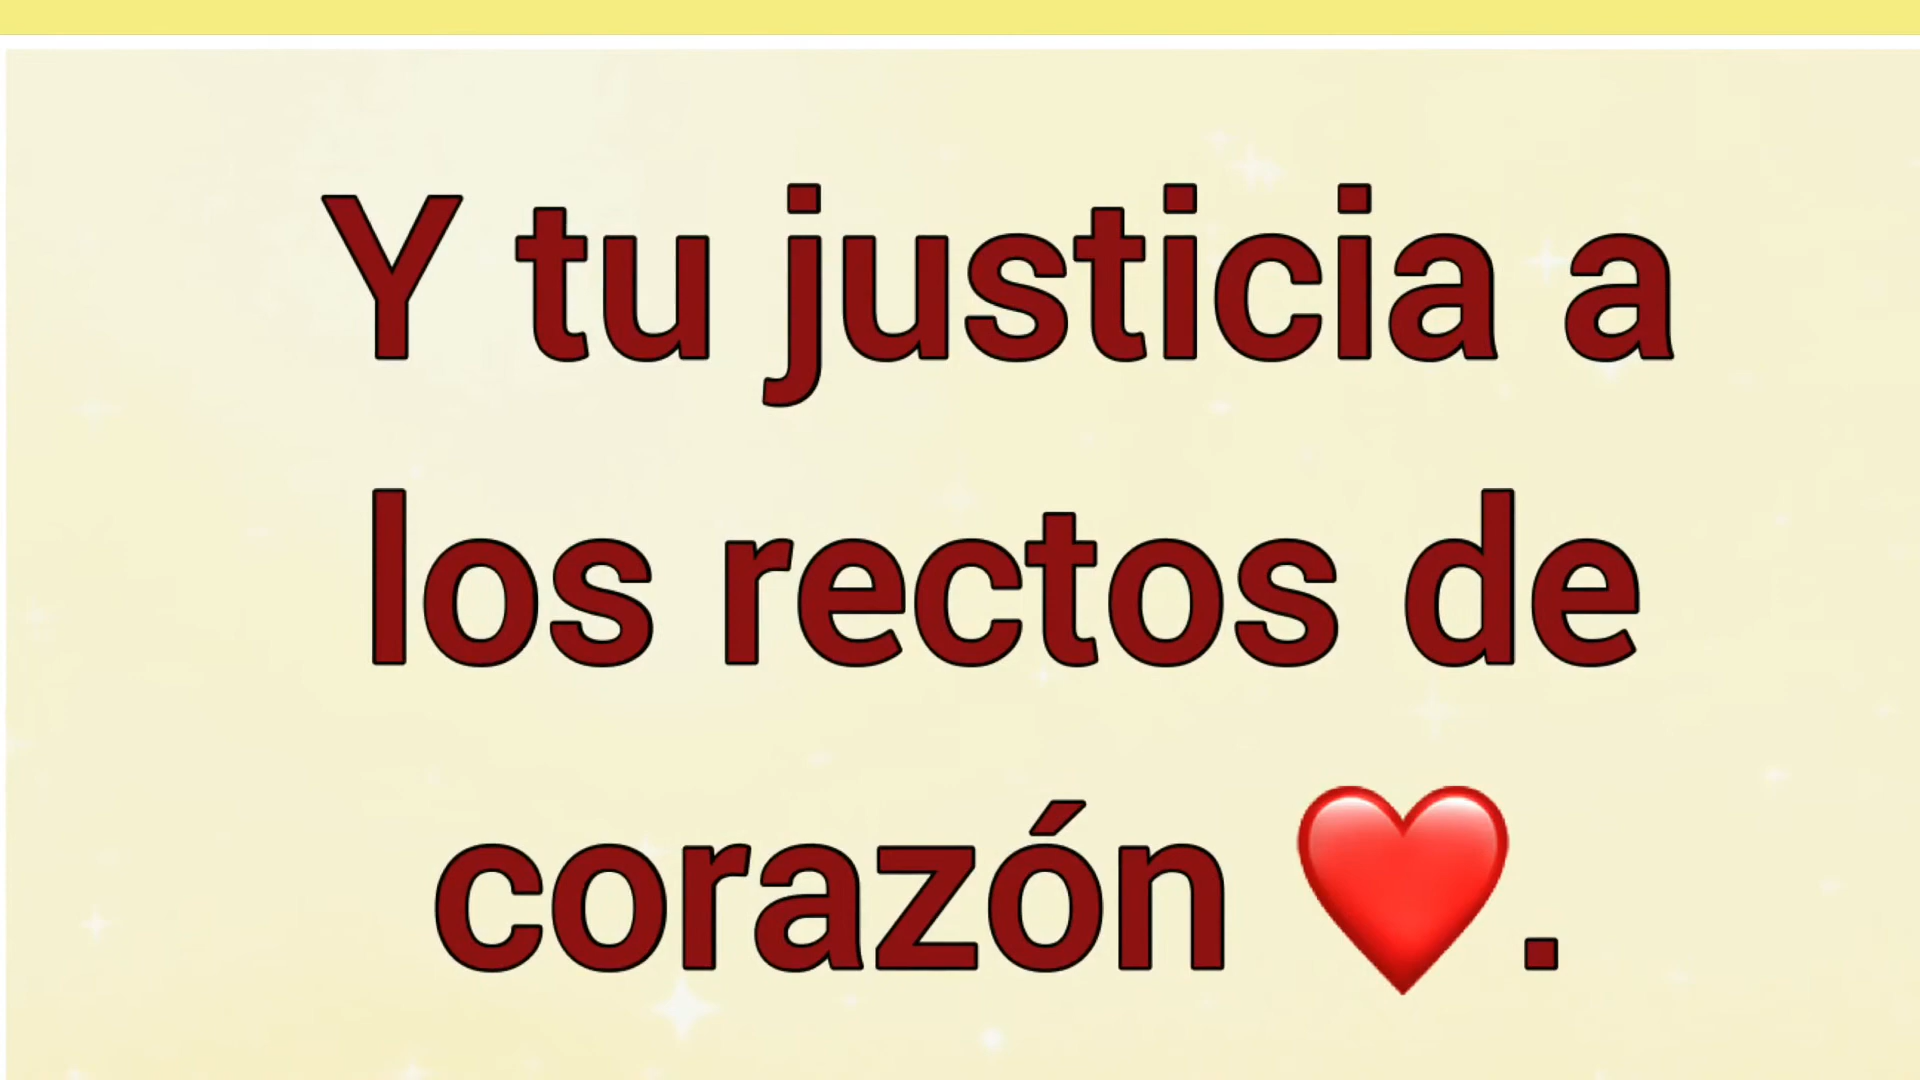 Y tu justicia a
los rectos de
corazón ❤️.